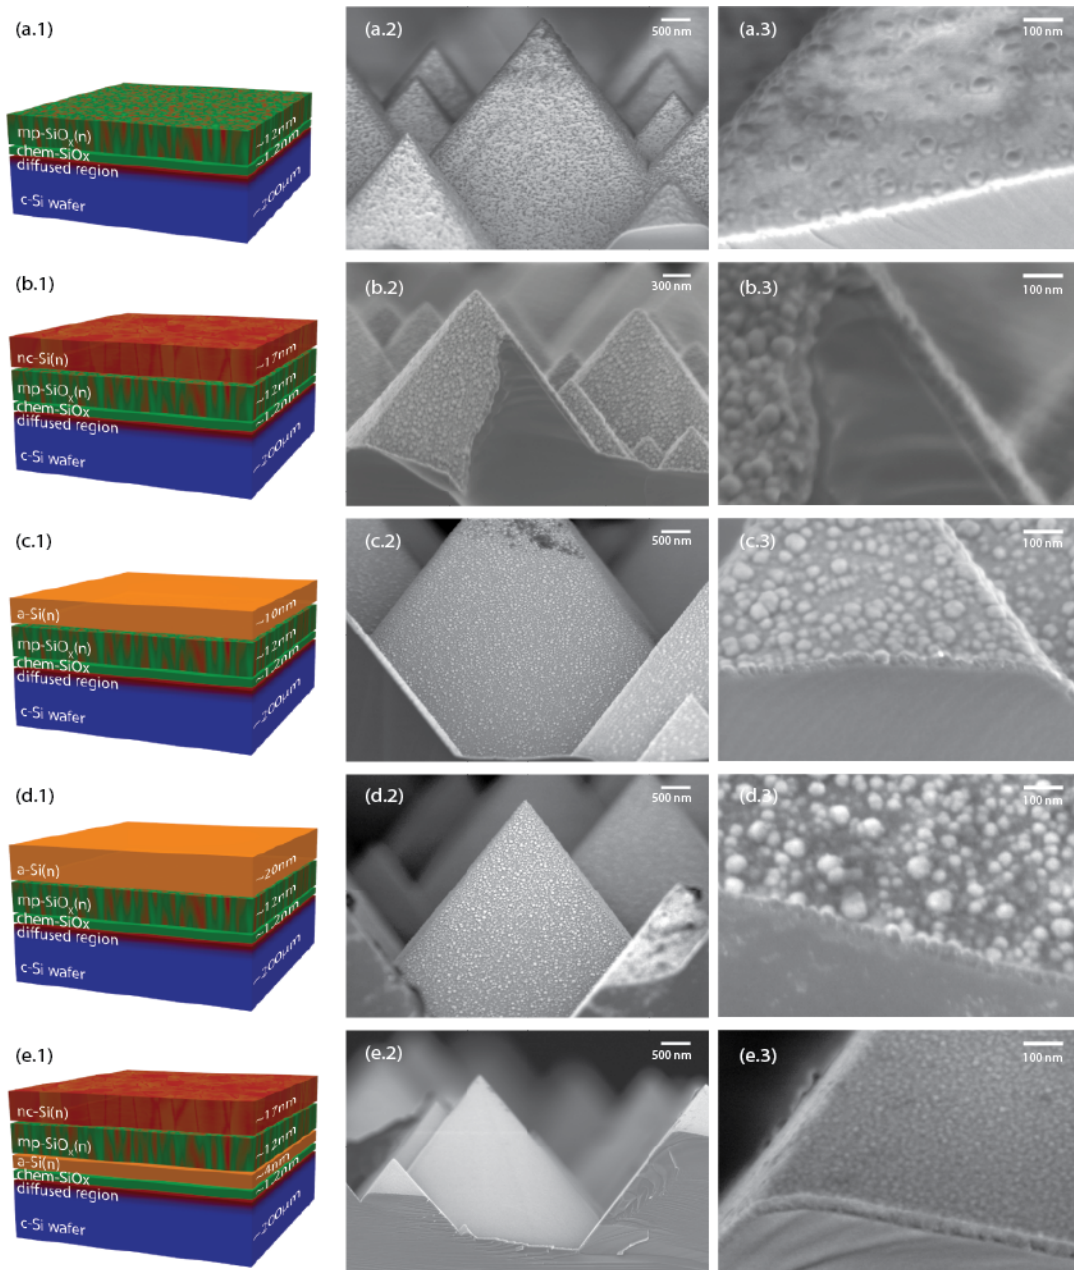 (a.1)
mp-SiOx(n)
~12nm
chem-SiOx
~1.2nm
diffused region
c-Si wafer
~200μm
(a.2)
500 nm
(a.3)
100 nm
(b.1)
nc-Si(n)
~17nm
mp-SiOx(n)
~12nm
chem-SiOx
~1.2nm
diffused region
c-Si wafer
~200μm
(b.2)
300 nm
(b.3)
100 nm
(c.1)
a-Si(n)
~10nm
mp-SiOx(n)
~12nm
chem-SiOx
~1.2nm
diffused region
c-Si wafer
~200μm
(c.2)
500 nm
(c.3)
100 nm
(d.1)
a-Si(n)
~20nm
mp-SiOx(n)
~12nm
chem-SiOx
~1.2nm
diffused region
c-Si wafer
~200μm
(d.2)
500 nm
(d.3)
100 nm
(e.1)
nc-Si(n)
~17nm
mp-SiOx(n)
~12nm
a-Si(n)
~4nm
chem-SiOx
~1.2nm
diffused region
c-Si wafer
~200μm
(e.2)
500 nm
(e.3)
100 nm